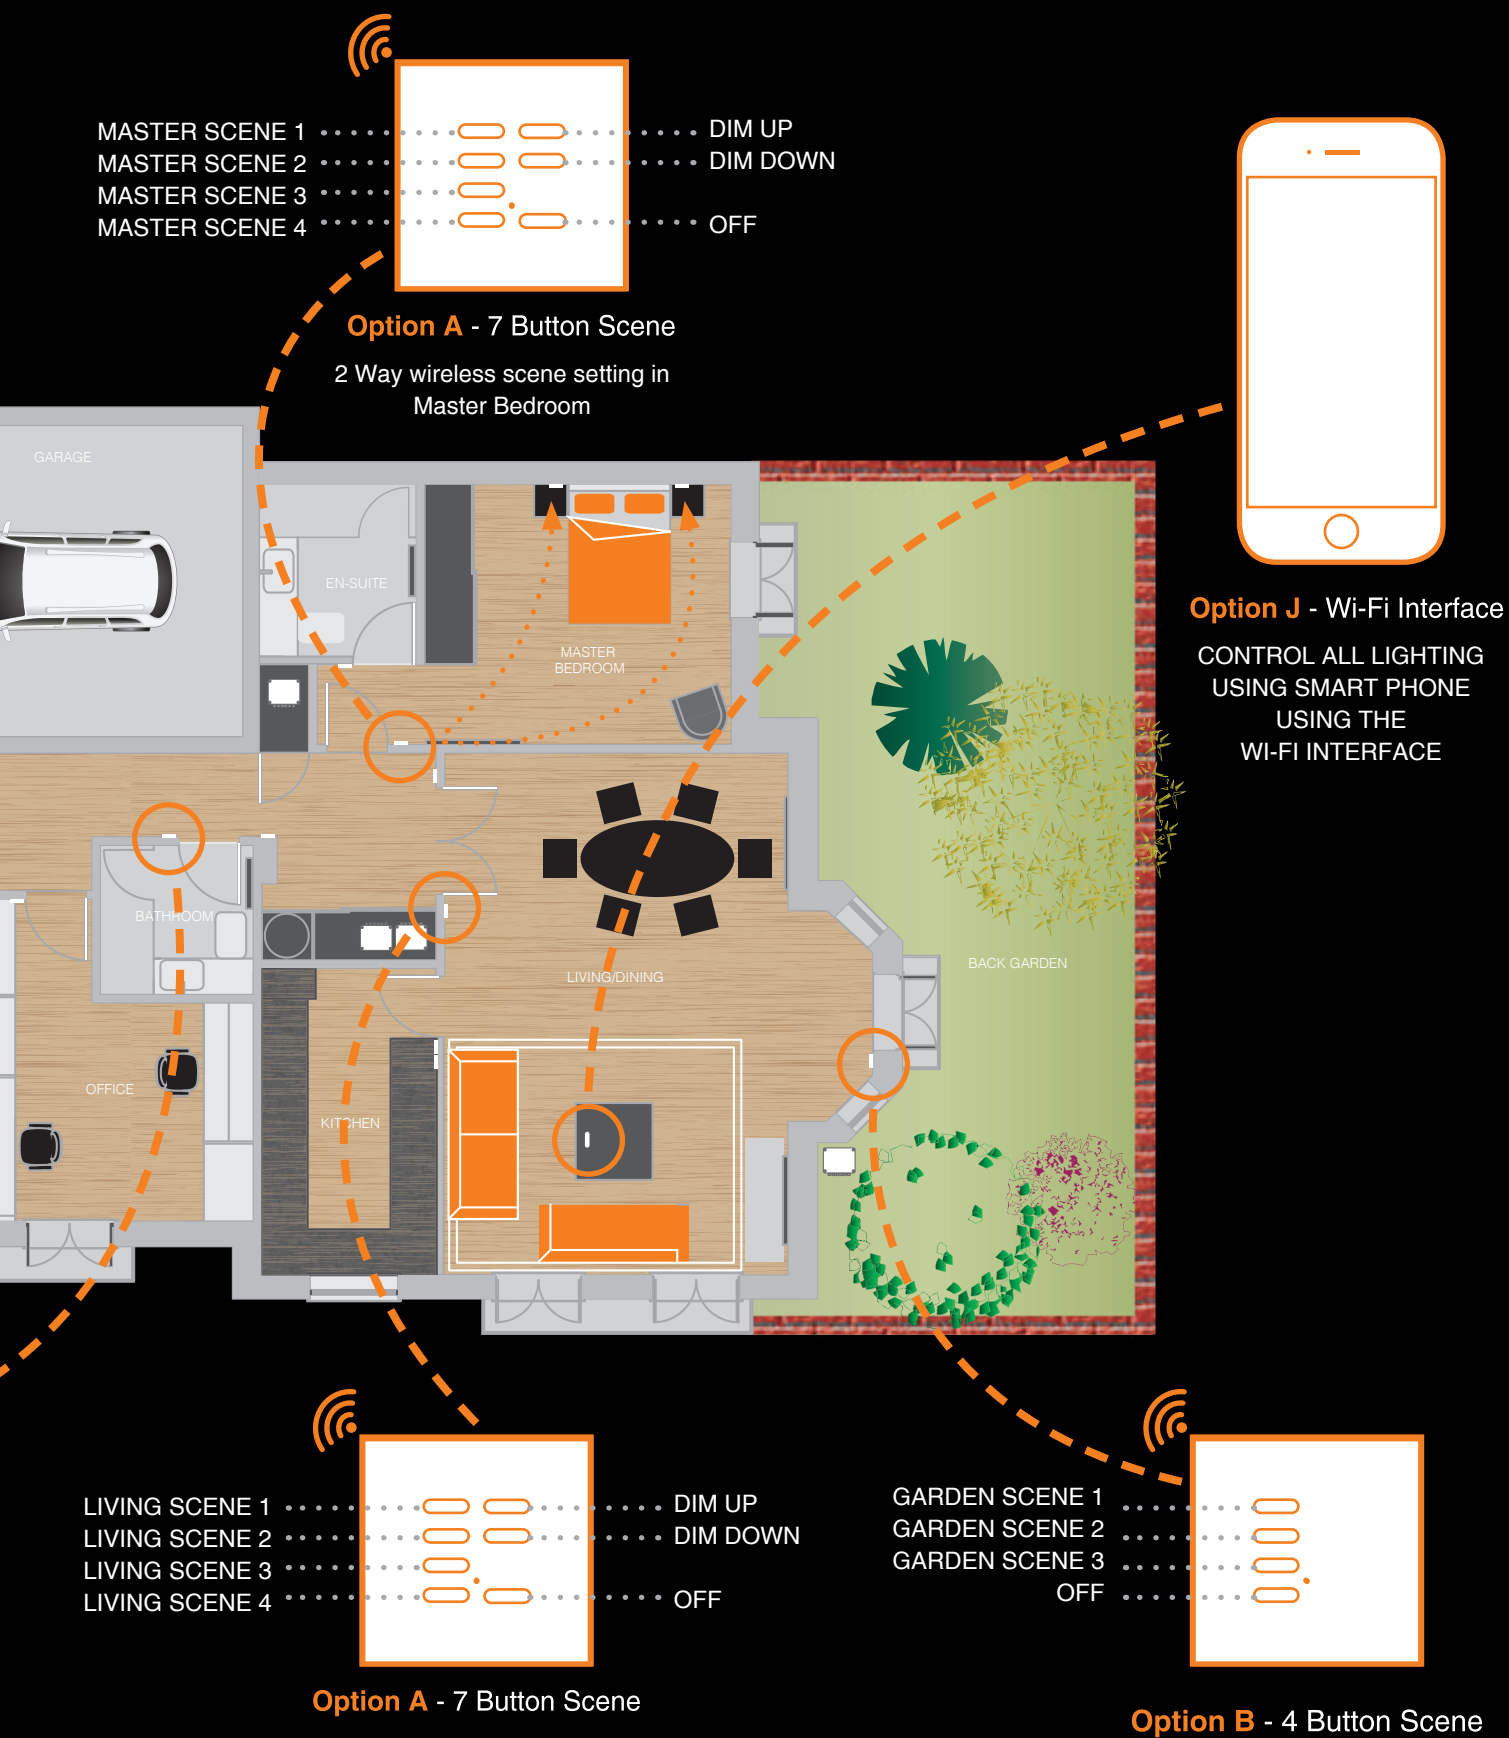 MASTER SCENE 1
MASTER SCENE 2
MASTER SCENE 3
MASTER SCENE 4
DIM UP
DIM DOWN
OFF
Option A - 7 Button Scene
2 Way wireless scene setting in
Master Bedroom
Option J - Wi-Fi Interface
CONTROL ALL LIGHTING
USING SMART PHONE
USING THE
WI-FI INTERFACE
GARAGE
EN-SUITE
MASTER
BEDROOM
BATHROOM
LIVING/DINING
BACK GARDEN
OFFICE
KITCHEN
LIVING SCENE 1
LIVING SCENE 2
LIVING SCENE 3
LIVING SCENE 4
DIM UP
DIM DOWN
OFF
Option A - 7 Button Scene
GARDEN SCENE 1
GARDEN SCENE 2
GARDEN SCENE 3
OFF
Option B - 4 Button Scene